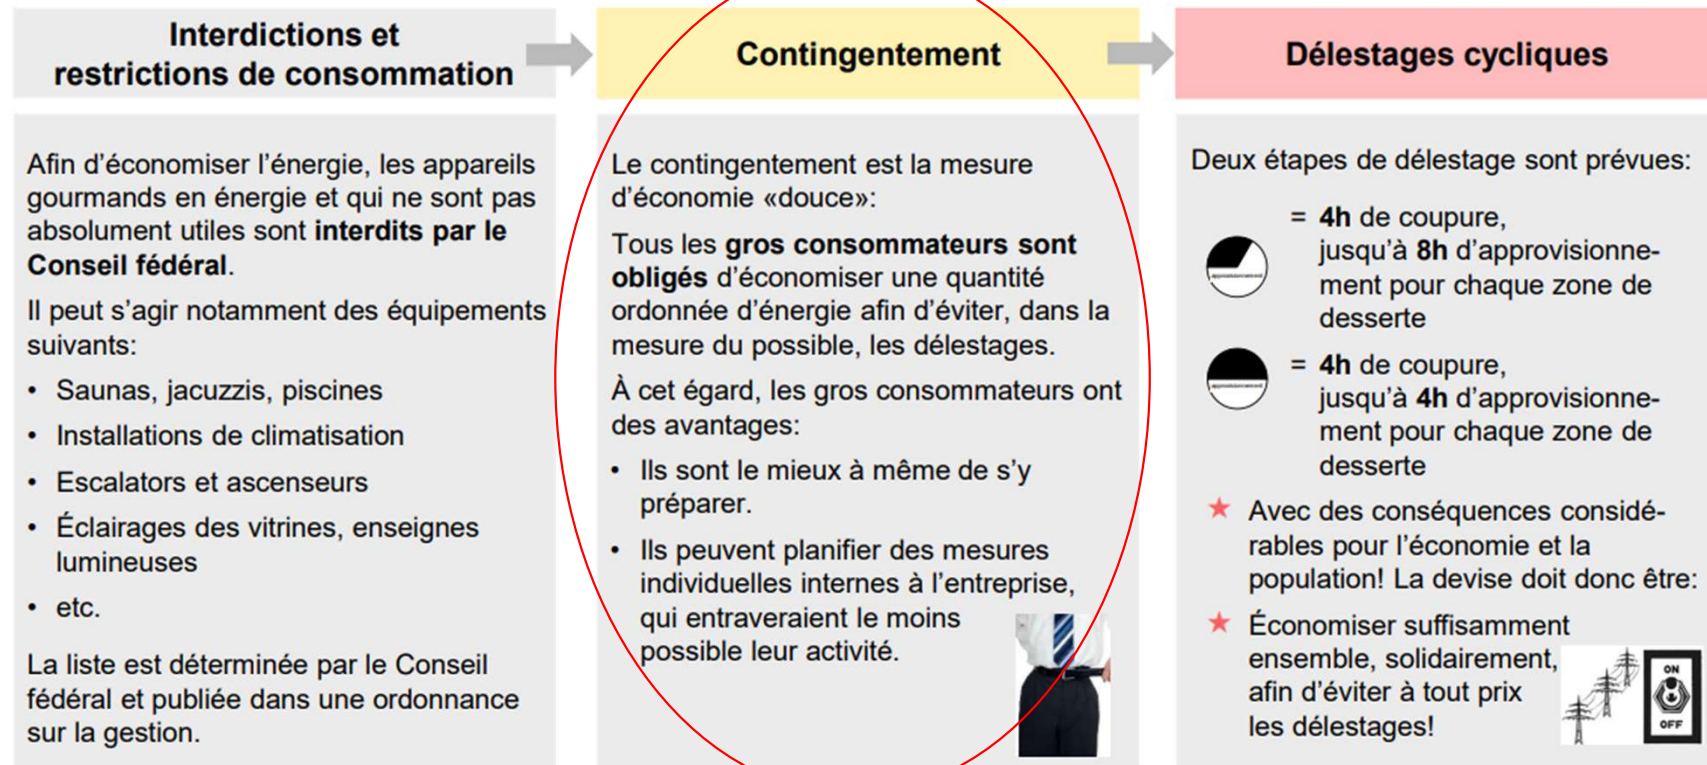 Interdictions et
restrictions de consommation
Afin d’économiser l’énergie, les appareils
gourmands en énergie et qui ne sont pas
absolument utiles sont interdits par le
Conseil fédéral.
Il peut s’agir notamment des équipements
suivants:
• Saunas, jacuzzis, piscines
• Installations de climatisation
• Escalators et ascenseurs
• Éclairages des vitrines, enseignes
lumineuses
• etc.
La liste est déterminée par le Conseil
fédéral et publiée dans une ordonnance
sur la gestion.
Contingentement
Le contingentement est la mesure
d’économie «douce»:
Tous les gros consommateurs sont
obligés d’économiser une quantité
ordonnée d’énergie afin d’éviter, dans la
mesure du possible, les délestages.
À cet égard, les gros consommateurs ont
des avantages:
• Ils sont le mieux à même de s’y
préparer.
• Ils peuvent planifier des mesures
individuelles internes à l’entreprise,
qui entraveraient le moins
possible leur activité.
Délestages cycliques
Deux étapes de délestage sont prévues:
= 4h de coupure,
jusqu’à 8h d’approvisionne-
ment pour chaque zone de
desserte
= 4h de coupure,
jusqu’à 4h d’approvisionne-
ment pour chaque zone de
desserte
★ Avec des conséquences considé-
rables pour l’économie et la
population! La devise doit donc être:
★ Économiser suffisamment
ensemble, solidairement,
afin d’éviter à tout prix
les délestages!
ON
OFF